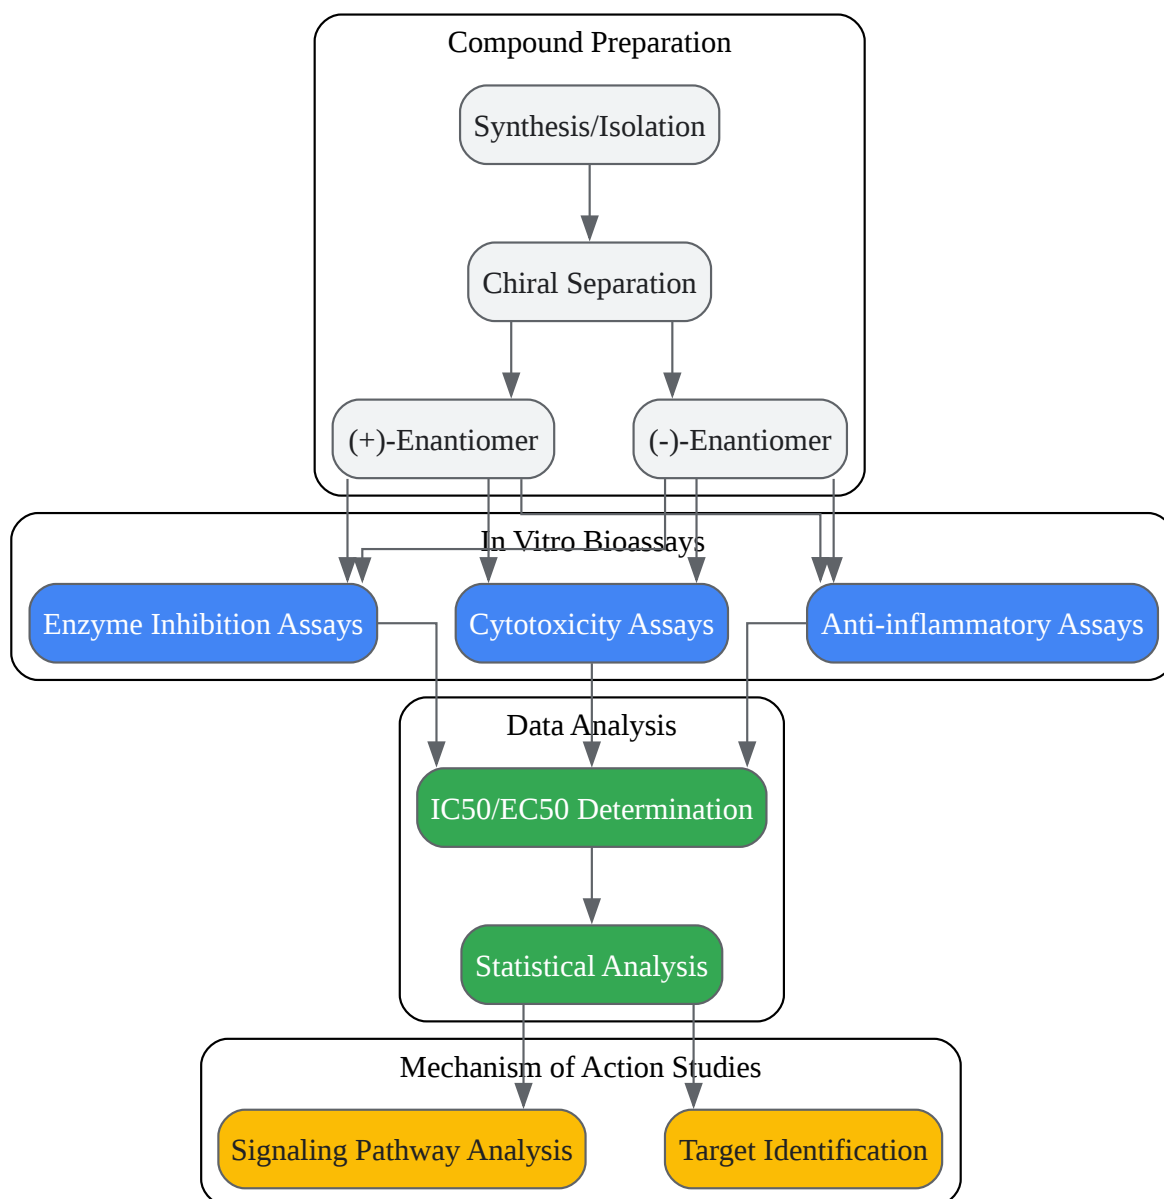 Compound Preparation
Synthesis/Isolation
Chiral Separation
(+)-Enantiomer
(-)-Enantiomer
In Vitro Bioassays
Enzyme Inhibition Assays
Cytotoxicity Assays
Anti-inflammatory Assays
Data Analysis
IC50/EC50 Determination
Statistical Analysis
Mechanism of Action Studies
Signaling Pathway Analysis
Target Identification